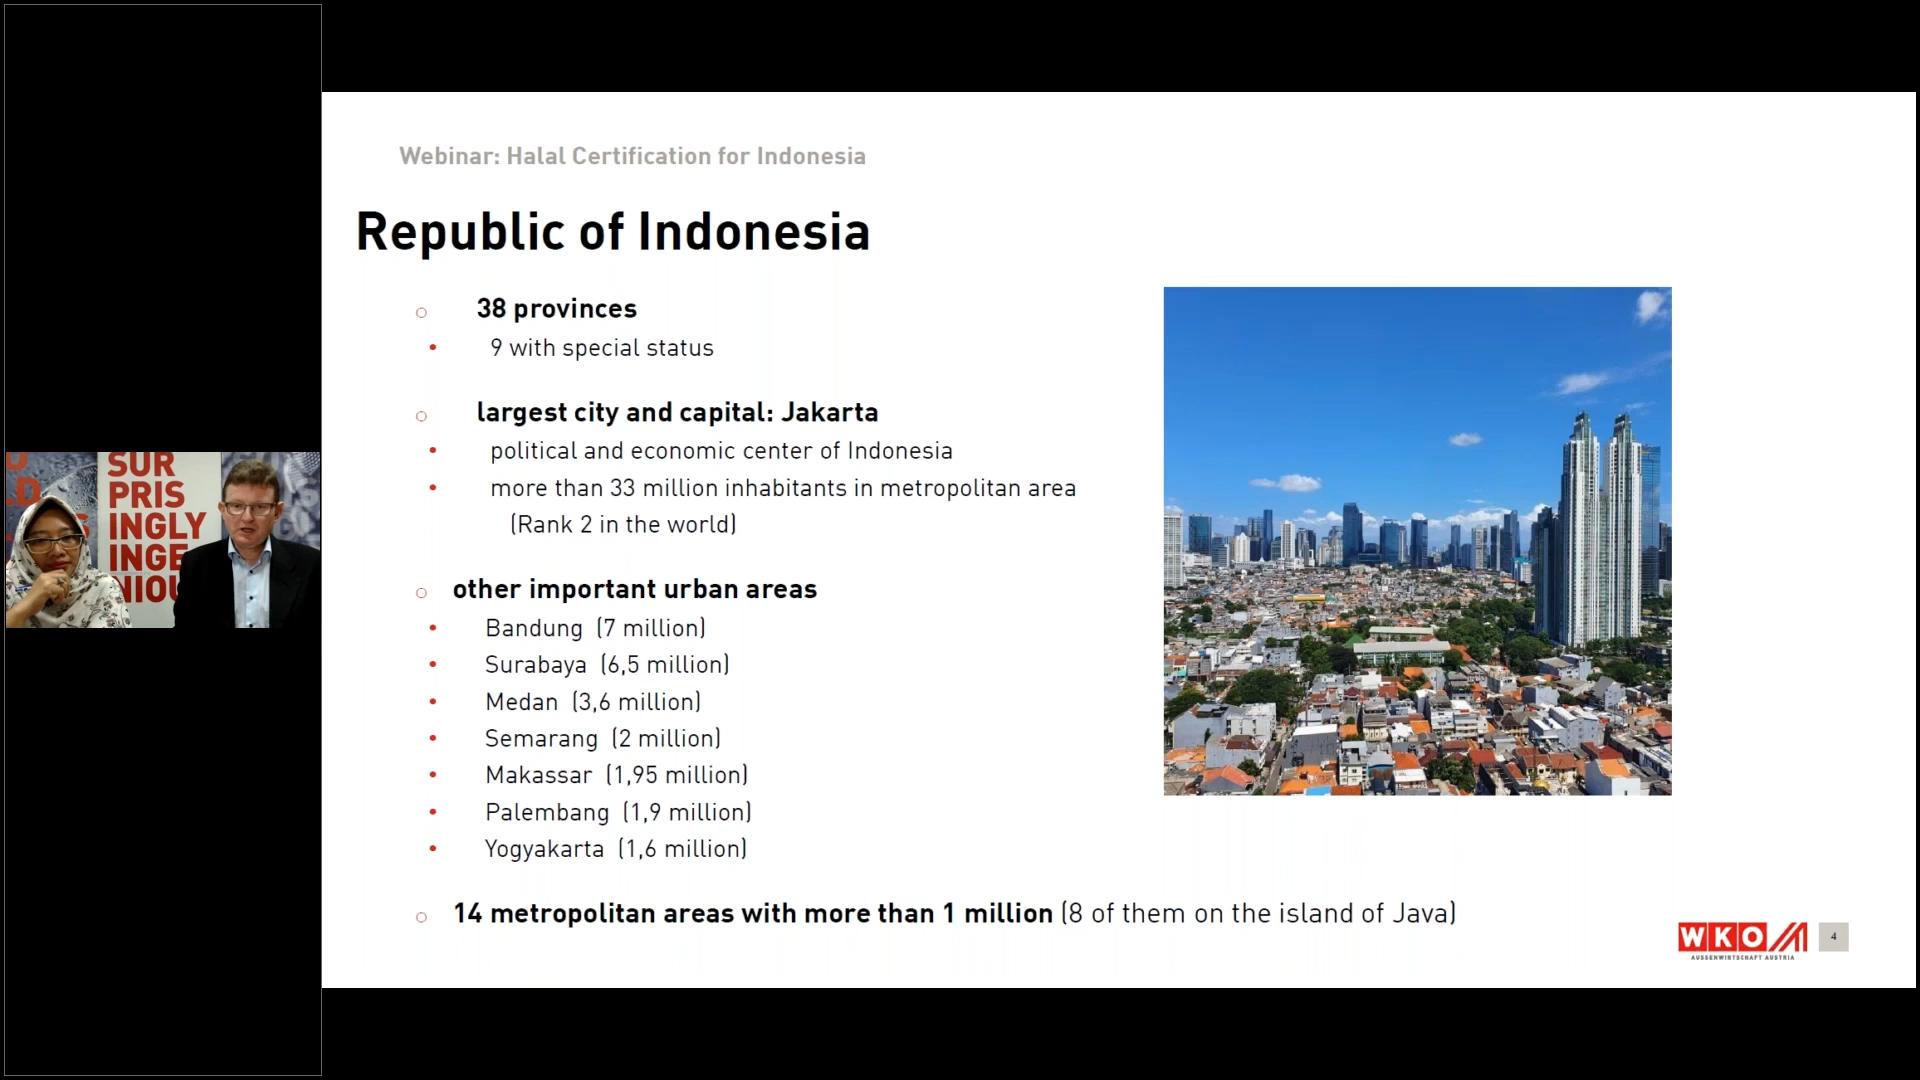 Webinar: Halal Certification for Indonesia
Republic of Indonesia
38 provinces
9 with special status
largest city and capital: Jakarta
political and economic center of Indonesia
more than 33 million inhabitants in metropolitan area
(Rank 2 in the world)
other important urban areas
Bandung (7 million)
Surabaya (6,5 million)
Medan (3,6 million)
Semarang (2 million)
Makassar (1,95 million)
Palembang (1,9 million)
Yogyakarta (1,6 million)
14 metropolitan areas with more than 1 million (8 of them on the island of Java)
WKO
AUSSENWIRTSCHAFT AUSTRIA
4
SUR
PRIS
INGLY
INGE
NIOU